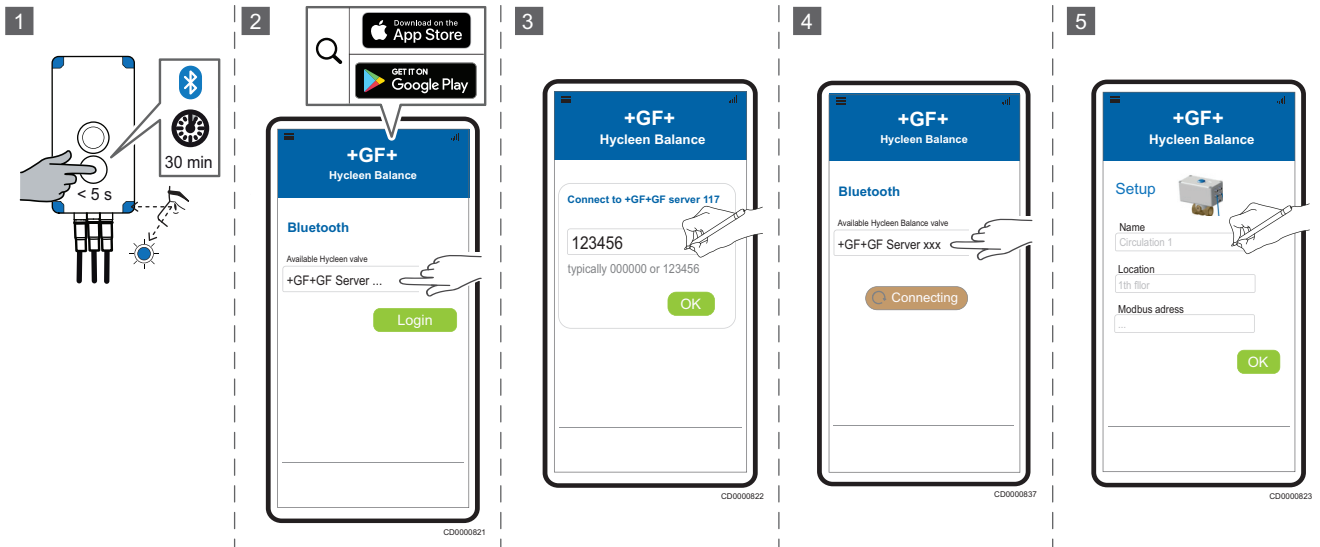 1
30 min
< 5 s
2
Download on the
App Store
GET IT ON
Google Play
+GF+
Hycleen Balance
Bluetooth
Available Hycleen valve
+GF+GF Server ...
Login
CD0000821
3
+GF+
Hycleen Balance
Connect to +GF+GF server 117
123456
typically 000000 or 123456
OK
CD0000822
4
+GF+
Hycleen Balance
Bluetooth
Available Hycleen Balance valve
+GF+GF Server xxx
Connecting
CD0000837
5
+GF+
Hycleen Balance
Setup
Name
Circulation 1
Location
1th fllor
Modbus adress
...
OK
CD0000823